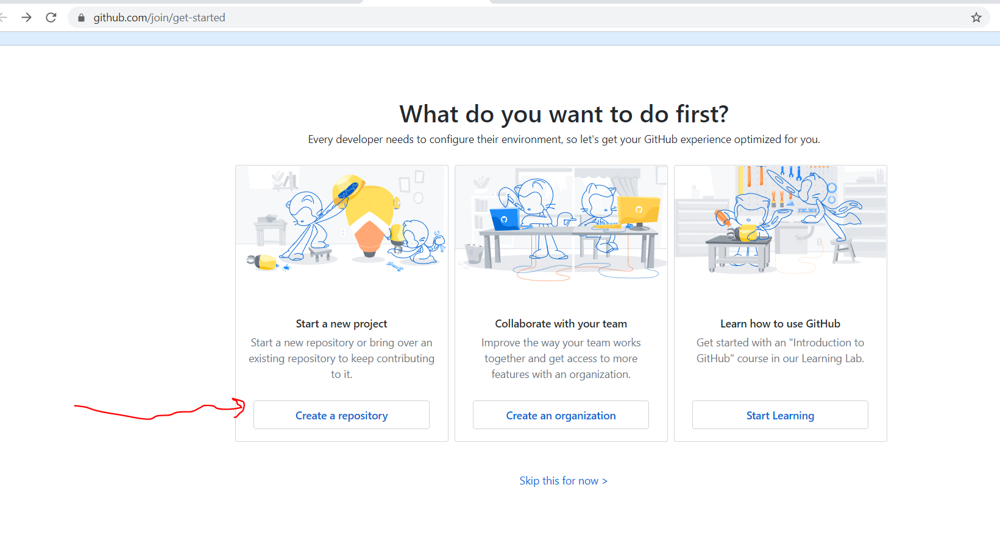 github.com/join/get-started
What do you want to do first?
Every developer needs to configure their environment, so let's get your GitHub experience optimized for you.
Start a new project
Start a new repository or bring over an
existing repository to keep contributing
to it.
Create a repository
Collaborate with your team
Improve the way your team works
together and get access to more
features with an organization.
Create an organization
Learn how to use GitHub
Get started with an "Introduction to
GitHub" course in our Learning Lab.
Start Learning
Skip this for now >